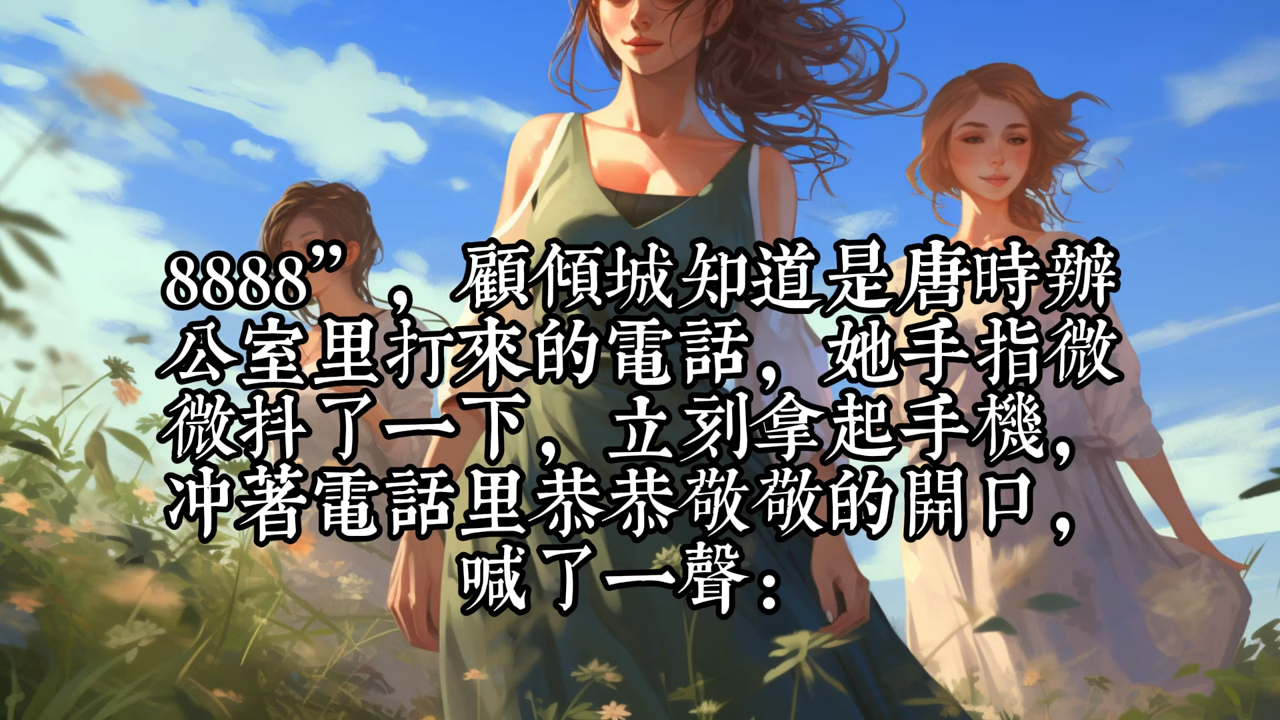 8888”,顧傾城知道是唐時辦
公室里打來的電話,她手指微
微抖了一下,立刻拿起手機,
冲著電話里恭恭敬敬的開口,
喊了一聲: